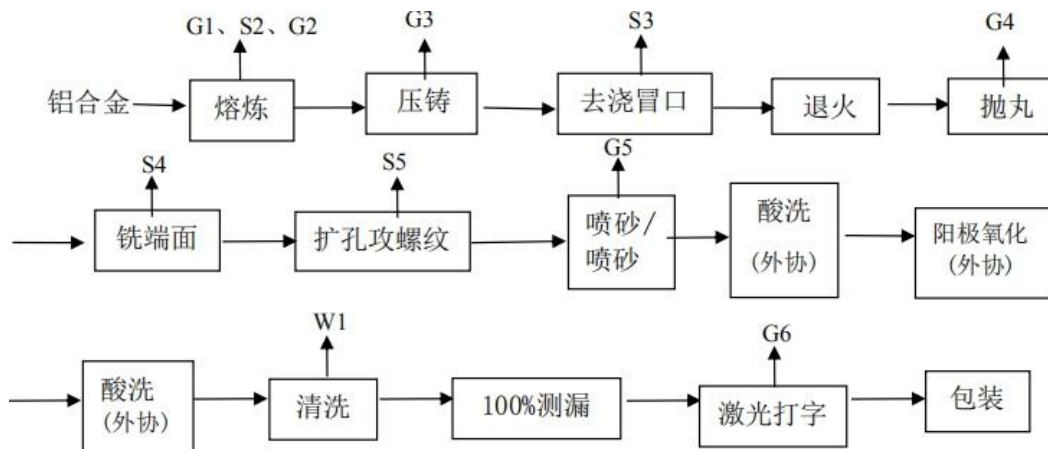 G1、S2、G2
G3
S3
G4
铝合金
熔炼
压铸
去浇冒口
退火
抛丸
S4
S5
G5
铣端面
扩孔攻螺纹
喷砂/
喷砂
酸洗
(外协)
阳极氧化
(外协)
W1
G6
酸洗
(外协)
清洗
100%测漏
激光打字
包装